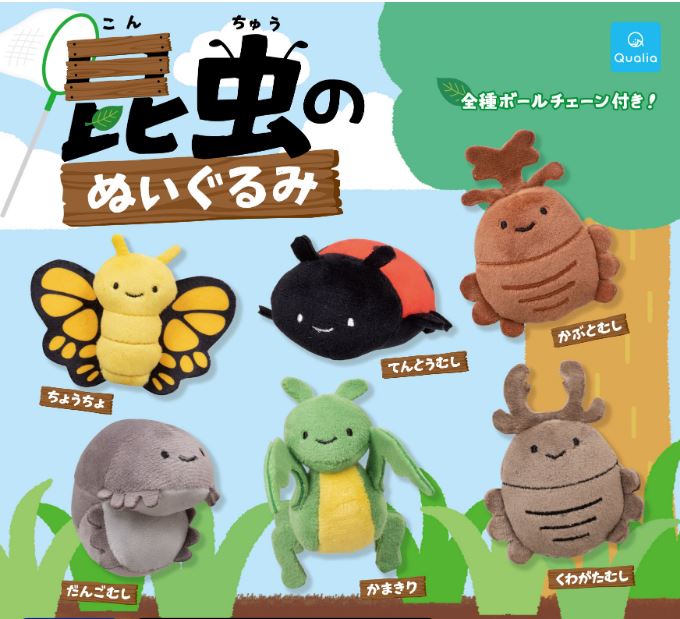 こん ちゅう
昆虫の
ぬいぐるみ
Qualia
全種ボールチェーン付き!
ちょうちょ
てんとうむし
かぶとむし
だんごむし
かまきり
くわがたむし